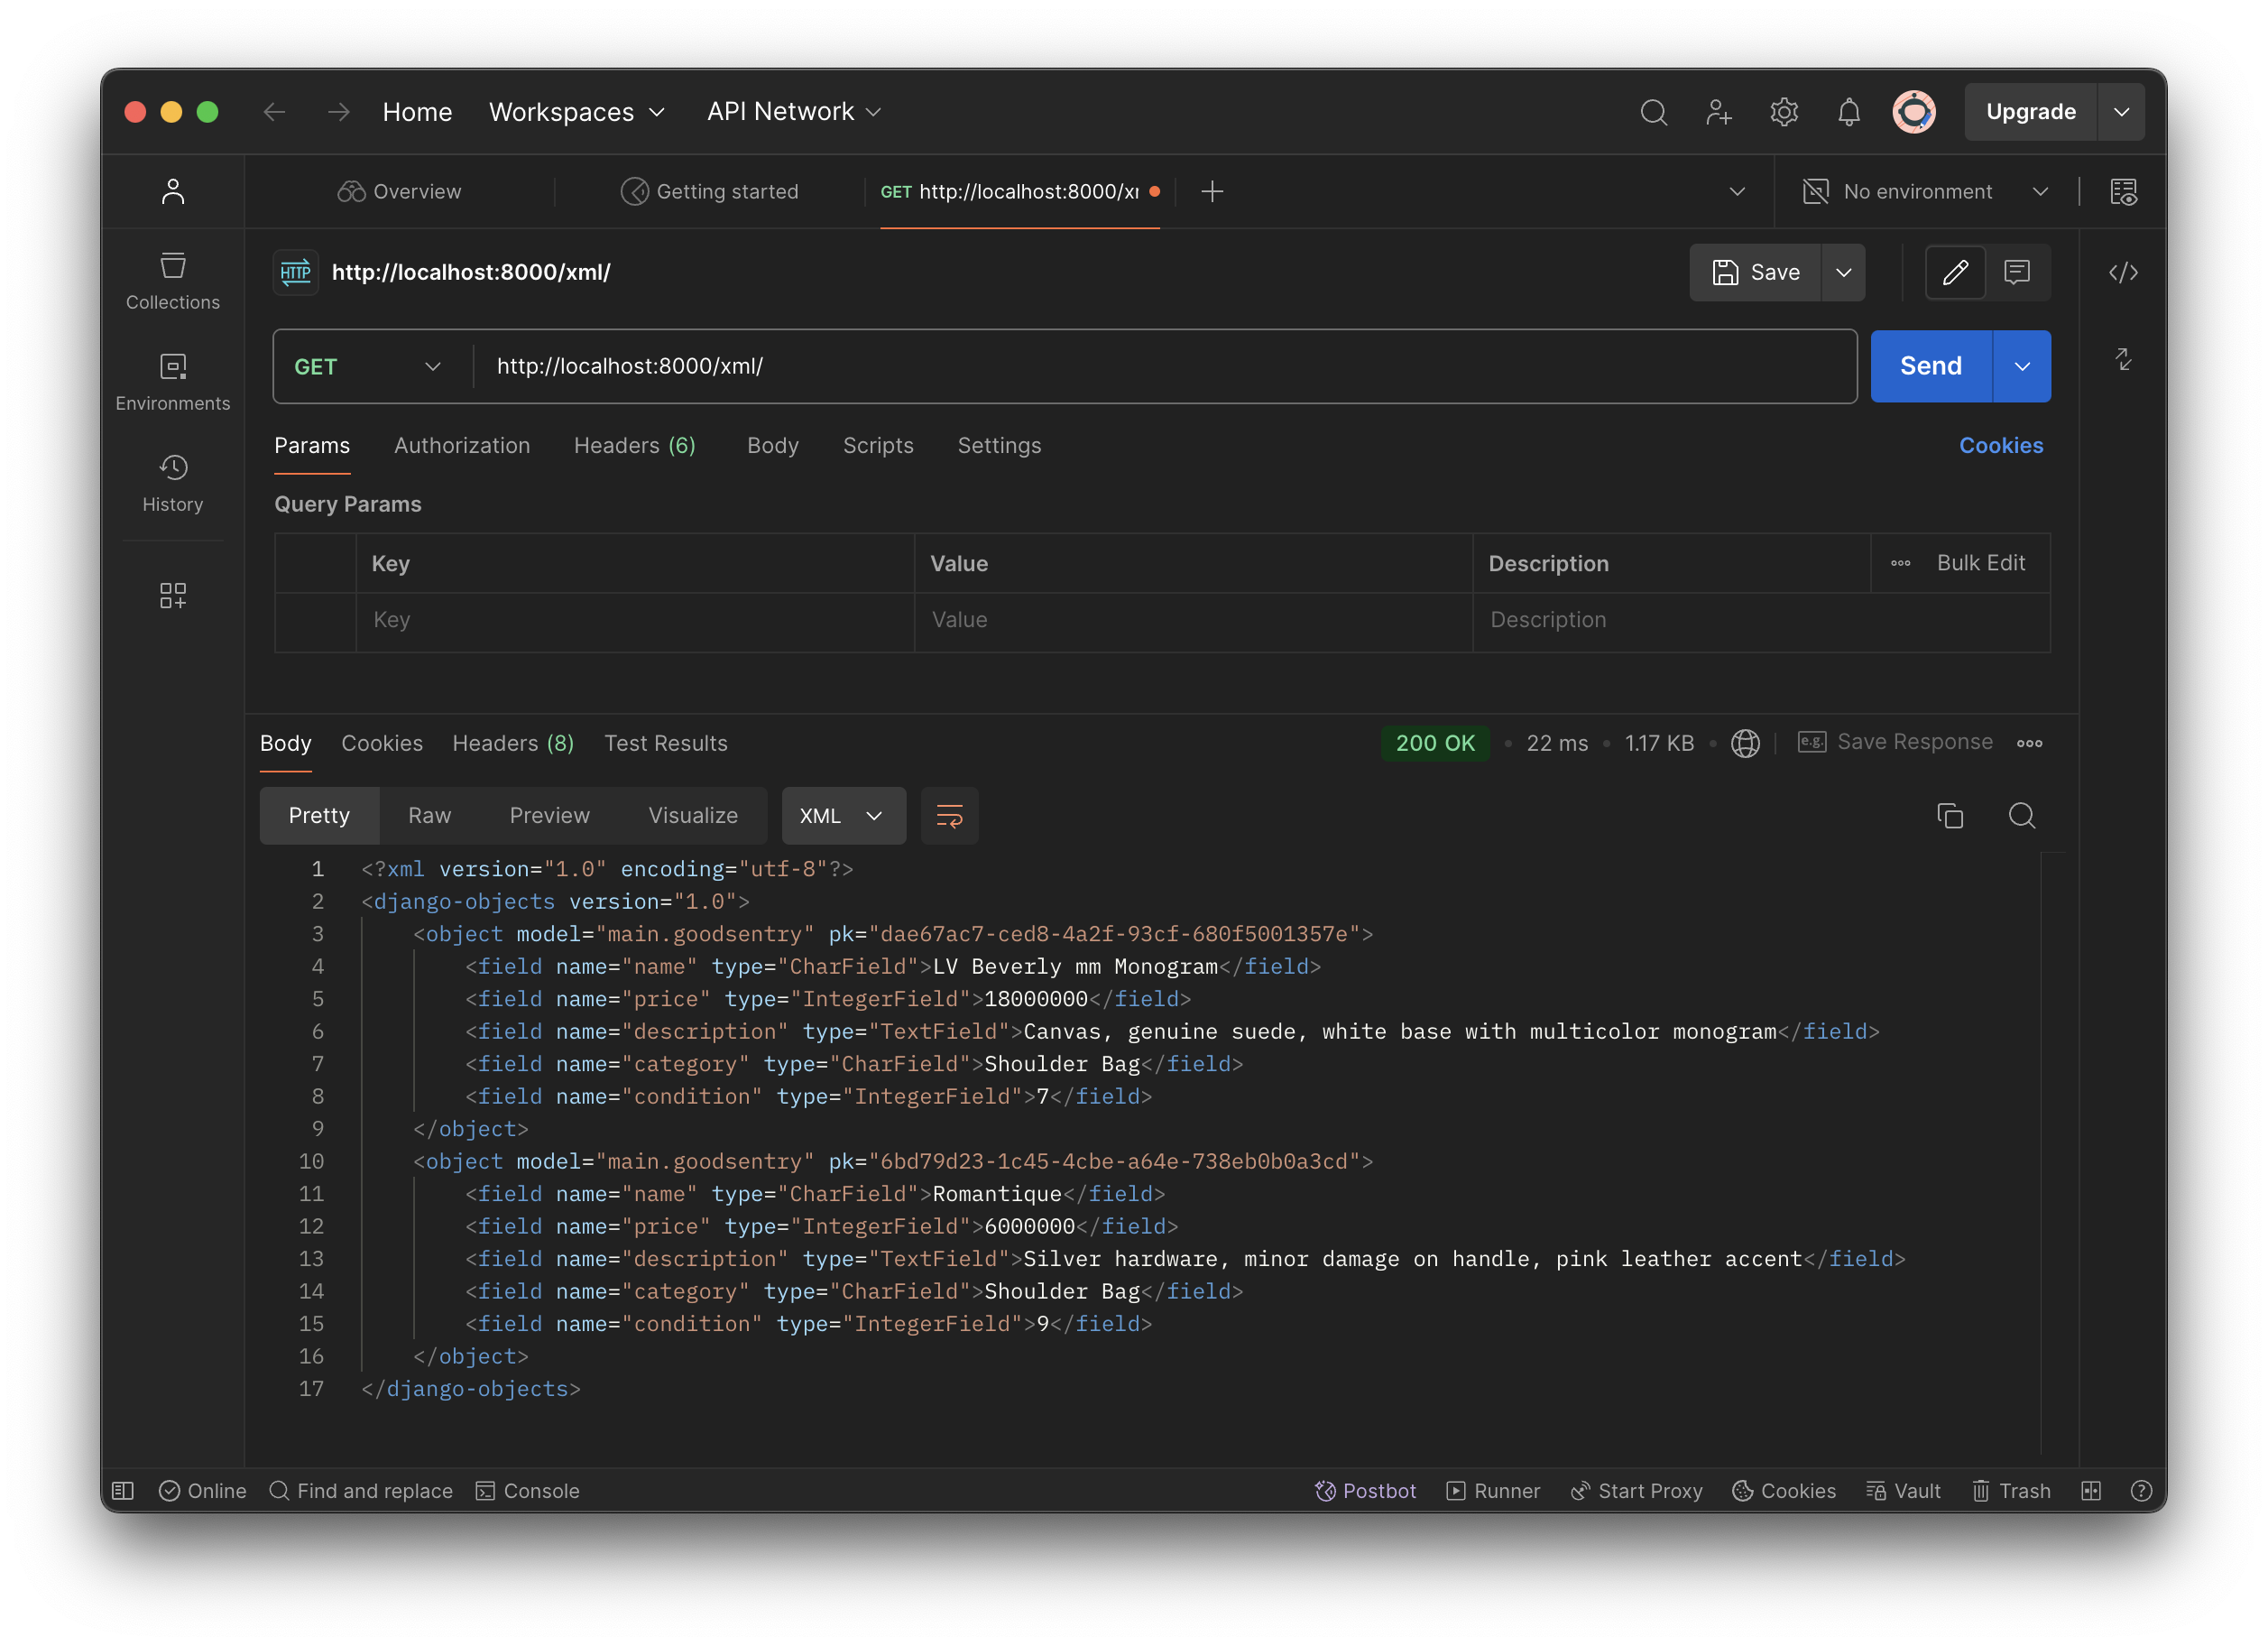 Home Workspaces API Network Upgrade
Overview Getting started GET http://localhost:8000/xm No environment
HTTP http://localhost:8000/xml/ Save
GET http://localhost:8000/xml/ Send
Params Authorization Headers (6) Body Scripts Settings Cookies
Query Params
Key Value Description Bulk Edit
Key Value Description
Collections
Environments
History
Body Cookies Headers (8) Test Results 200 OK 22 ms 1.17 KB e.g. Save Response
Pretty Raw Preview Visualize XML
1 <?xml version="1.0" encoding="utf-8"?>
2 <django-objects version="1.0">
3 <object model="main.goodsentry" pk="dae67ac7-ced8-4a2f-93cf-680f5001357e">
4 <field name="name" type="CharField">LV Beverly mm Monogram</field>
5 <field name="price" type="IntegerField">18000000</field>
6 <field name="description" type="TextField">Canvas, genuine suede, white base with multicolor monogram</field>
7 <field name="category" type="CharField">Shoulder Bag</field>
8 <field name="condition" type="IntegerField">7</field>
9 </object>
10 <object model="main.goodsentry" pk="6bd79d23-1c45-4cbe-a64e-738eb0b0a3cd">
11 <field name="name" type="CharField">Romantique</field>
12 <field name="price" type="IntegerField">6000000</field>
13 <field name="description" type="TextField">Silver hardware, minor damage on handle, pink leather accent</field>
14 <field name="category" type="CharField">Shoulder Bag</field>
15 <field name="condition" type="IntegerField">9</field>
16 </object>
17 </django-objects>
Online Find and replace Console Postbot Runner Start Proxy Cookies Vault Trash